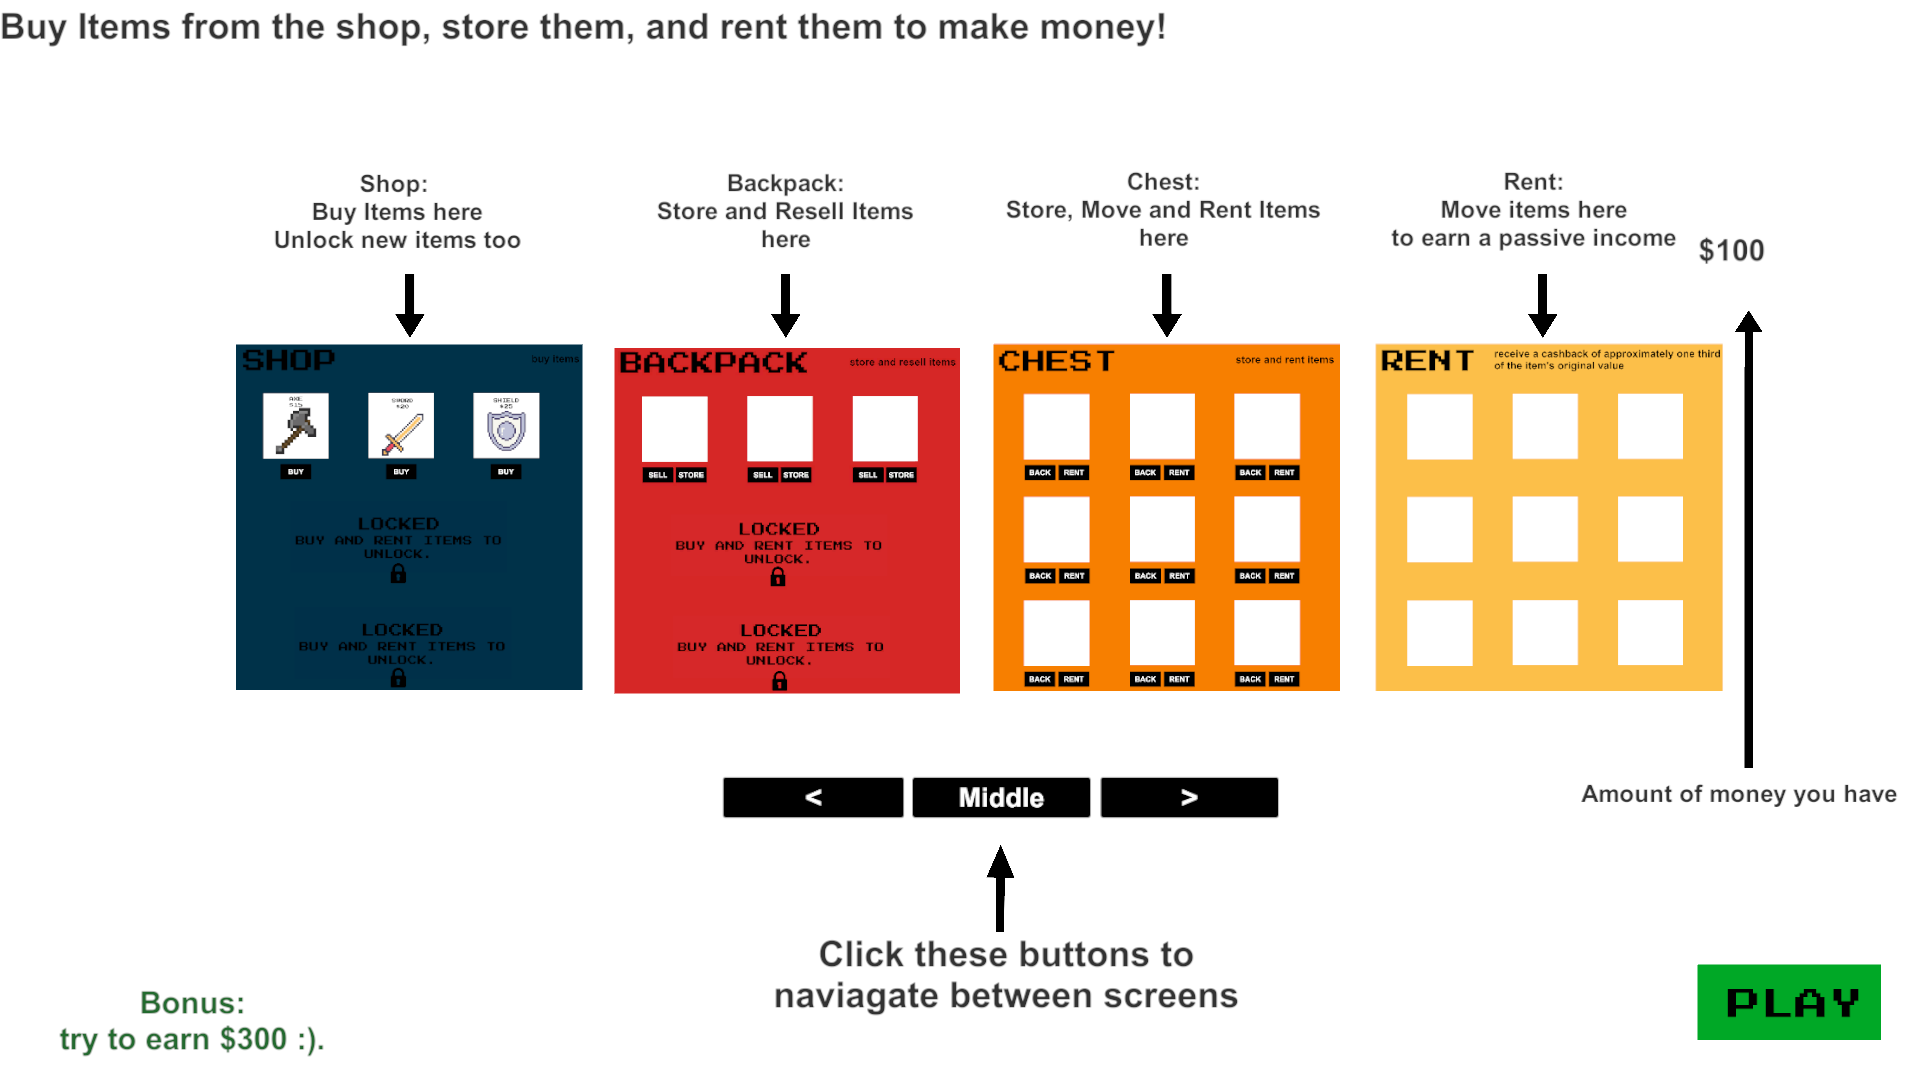 Buy Items from the shop, store them, and rent them to make money!
Shop:
Buy Items here
Unlock new items too
Backpack:
Store and Resell Items
here
Chest:
Store, Move and Rent Items
here
Rent:
Move items here
to earn a passive income
$100
SHOP
buy items
AXE
$15
SWORD
$20
SHIELD
$25
BUY
BUY
BUY
LOCKED
BUY AND RENT ITEMS TO
UNLOCK.
LOCKED
BUY AND RENT ITEMS TO
UNLOCK.
BACKPACK
store and resell items
SELL STORE
SELL STORE
SELL STORE
LOCKED
BUY AND RENT ITEMS TO
UNLOCK.
LOCKED
BUY AND RENT ITEMS TO
UNLOCK.
CHEST
store and rent items
BACK RENT
BACK RENT
BACK RENT
BACK RENT
BACK RENT
BACK RENT
BACK RENT
BACK RENT
BACK RENT
RENT
receive a cashback of approximately one third
of the item's original value
< Middle >
Amount of money you have
Click these buttons to
naviagate between screens
Bonus:
try to earn $300 :).
PLAY